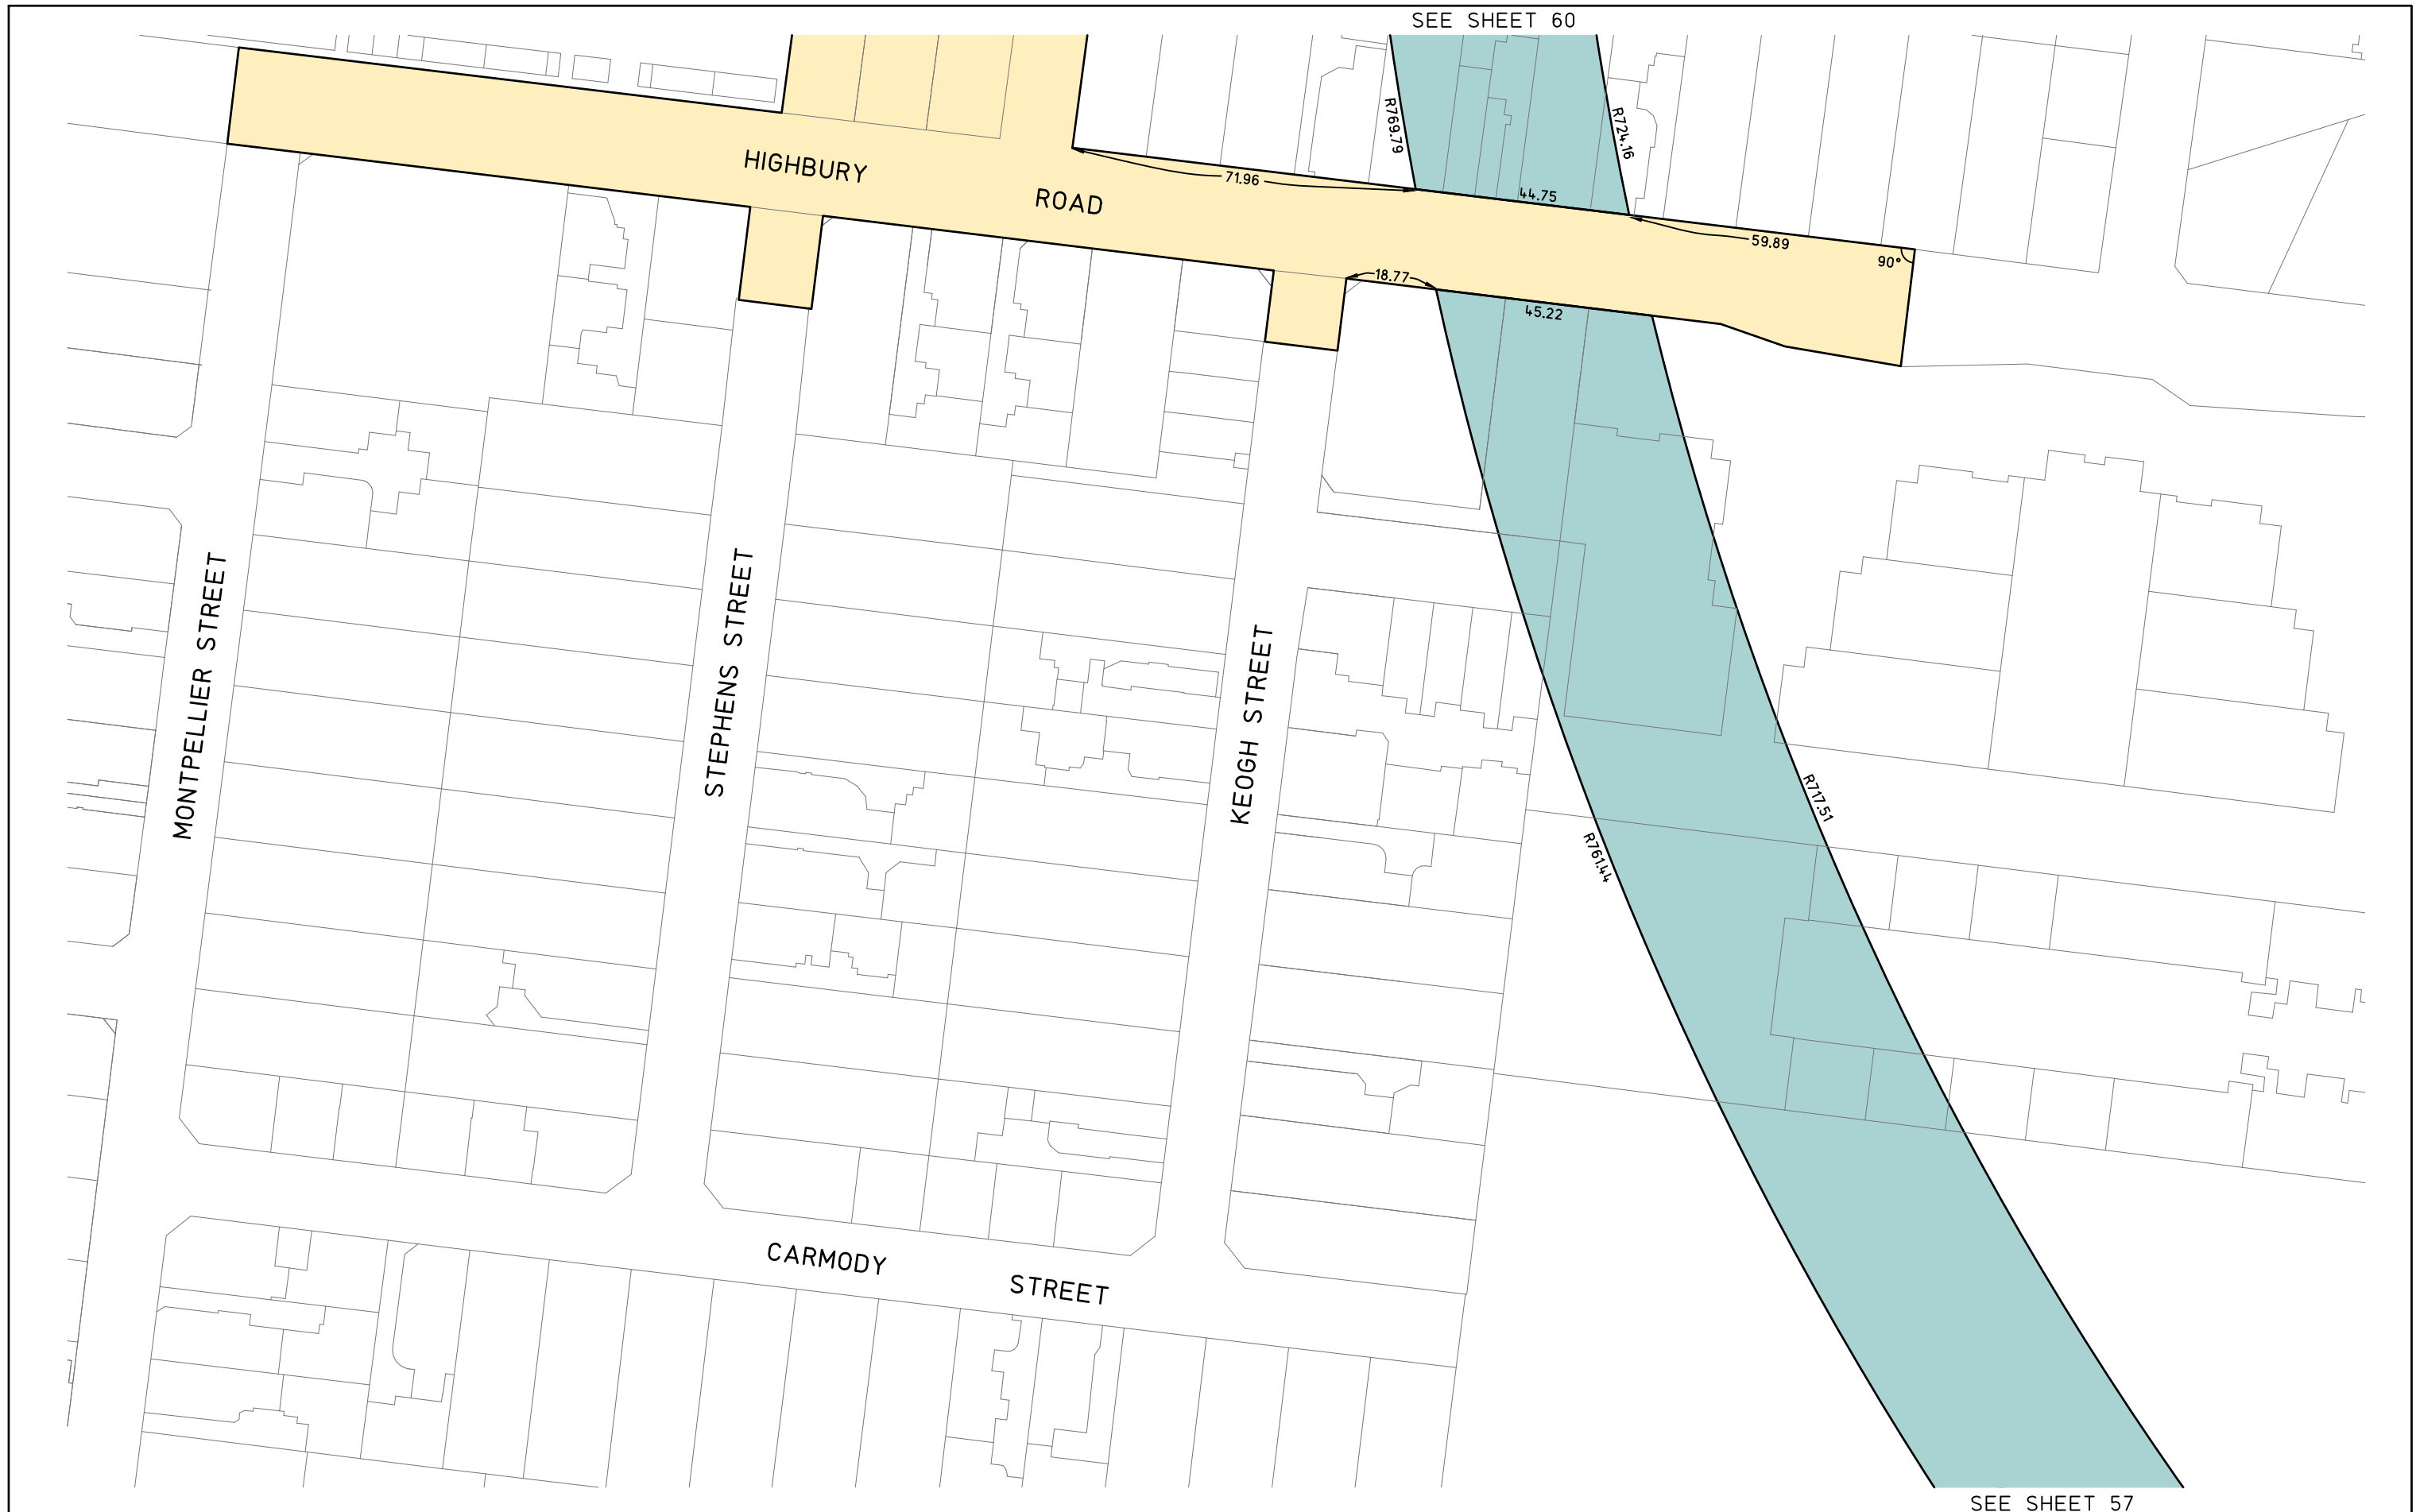 SEE SHEET 60
R769.79
R724.16
HIGHBURY ROAD
71.96
44.75
59.89
90°
18.77
45.22
MONTPELLIER STREET
STEPHENS STREET
KEOGH STREET
R717.51
R761.44
CARMODY STREET
SEE SHEET 57